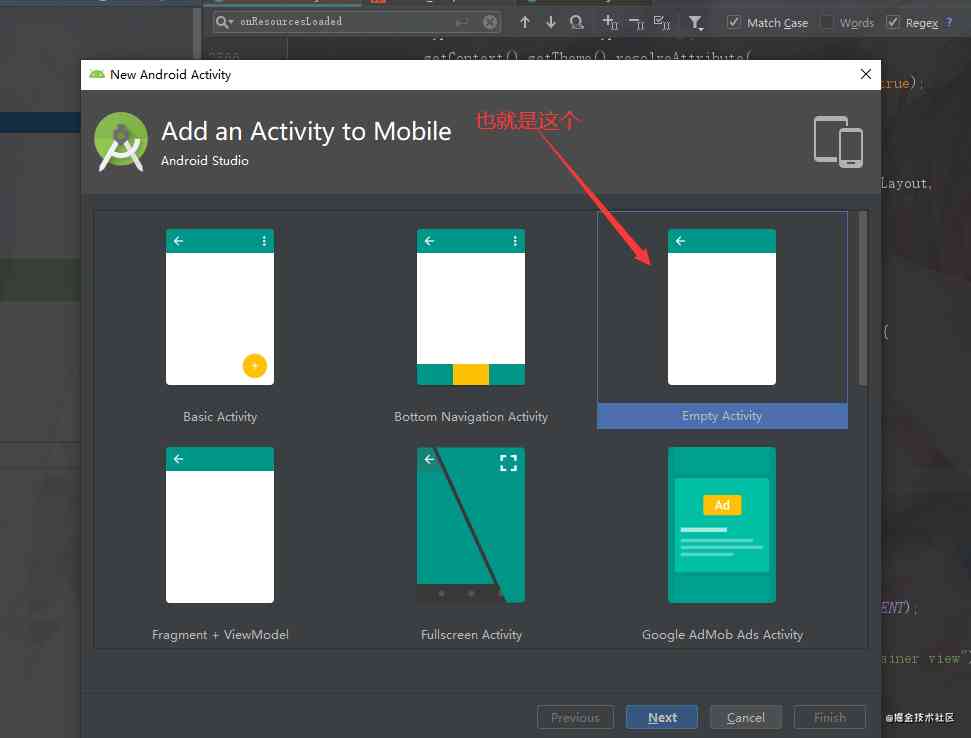 onResourcesLoaded
Match Case
Words
Regex
?
getContext().getTheme().resolveAttribute(
New Android Activity
true);
Add an Activity to Mobile
也就是这个
Android Studio
Layout,
{
Basic Activity
Bottom Navigation Activity
Empty Activity
Ad
ENT);
Fragment + ViewModel
Fullscreen Activity
Google AdMob Ads Activity
ainer view")
Previous
Next
Cancel
Finish
@掘金技术社区